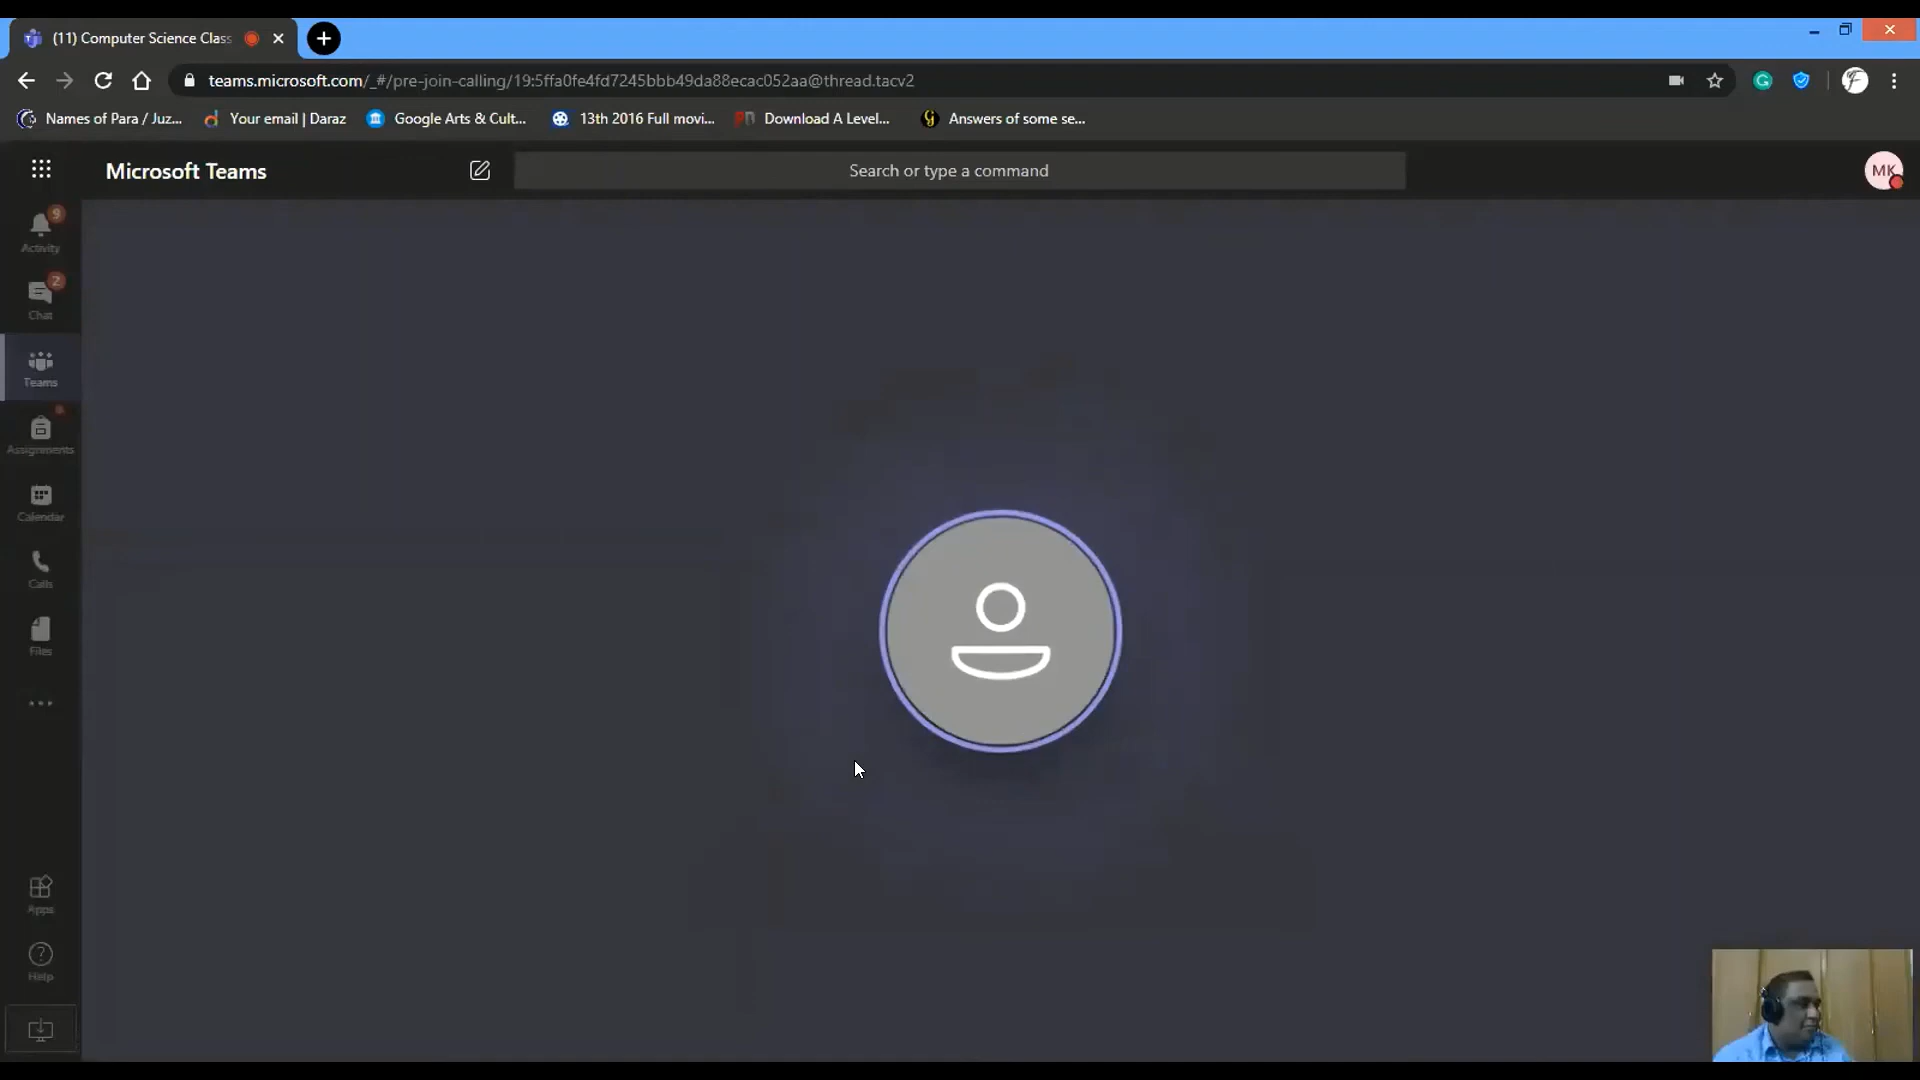 (11) Computer Science Class
teams.microsoft.com/_#/pre-join-calling/19:5ffa0fe4fd7245bbb49da88ecac052aa@thread.tacv2
Names of Para / Juz... Your email | Daraz Google Arts & Cult... 13th 2016 Full movi... Download A Level... Answers of some se...
Microsoft Teams Search or type a command MK
9
Activity
2
Chat
Teams
Assignments
Calendar
Calls
Files
Apps
Help